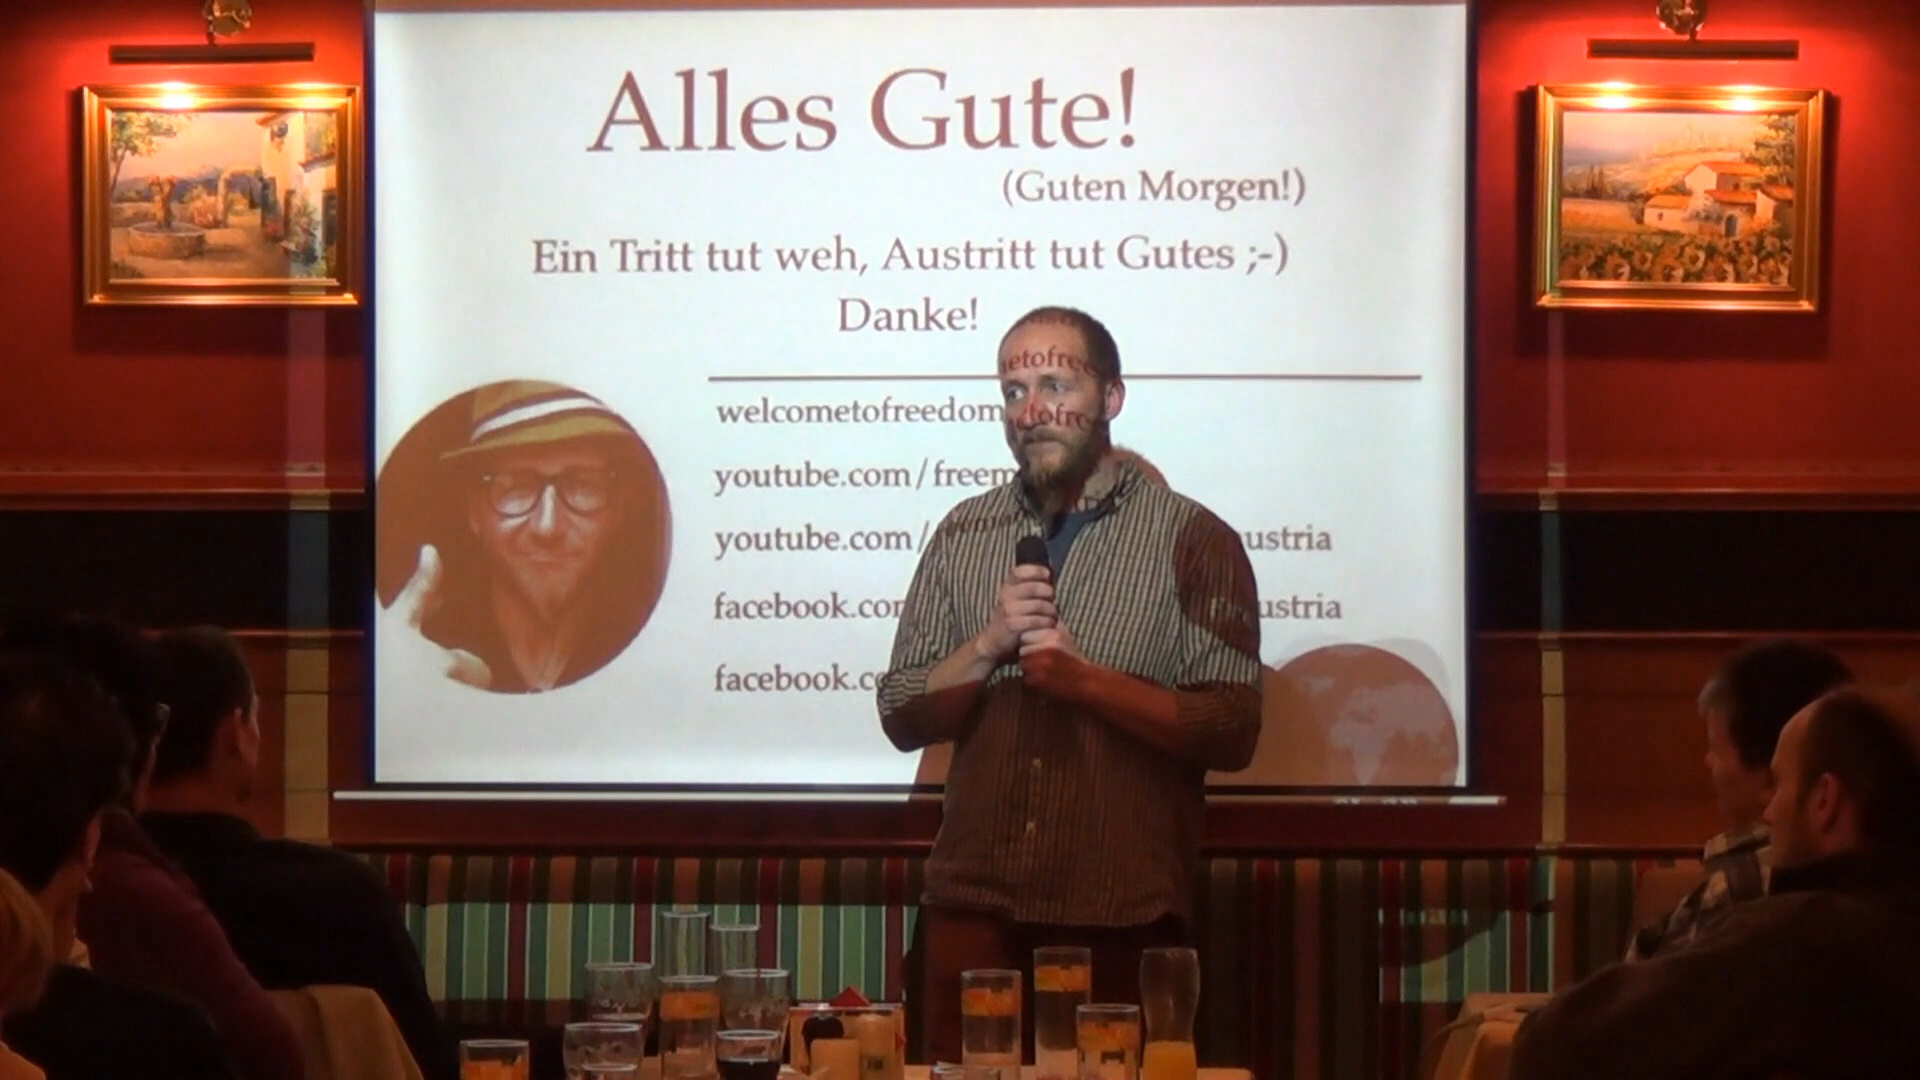 Alles Gute!
(Guten Morgen!)
Ein Tritt tut weh, Austritt tut Gutes ;-)
Danke!
welcometofreedom
youtube.com/freem
youtube.com/ ustria
facebook.com ustria
facebook.co